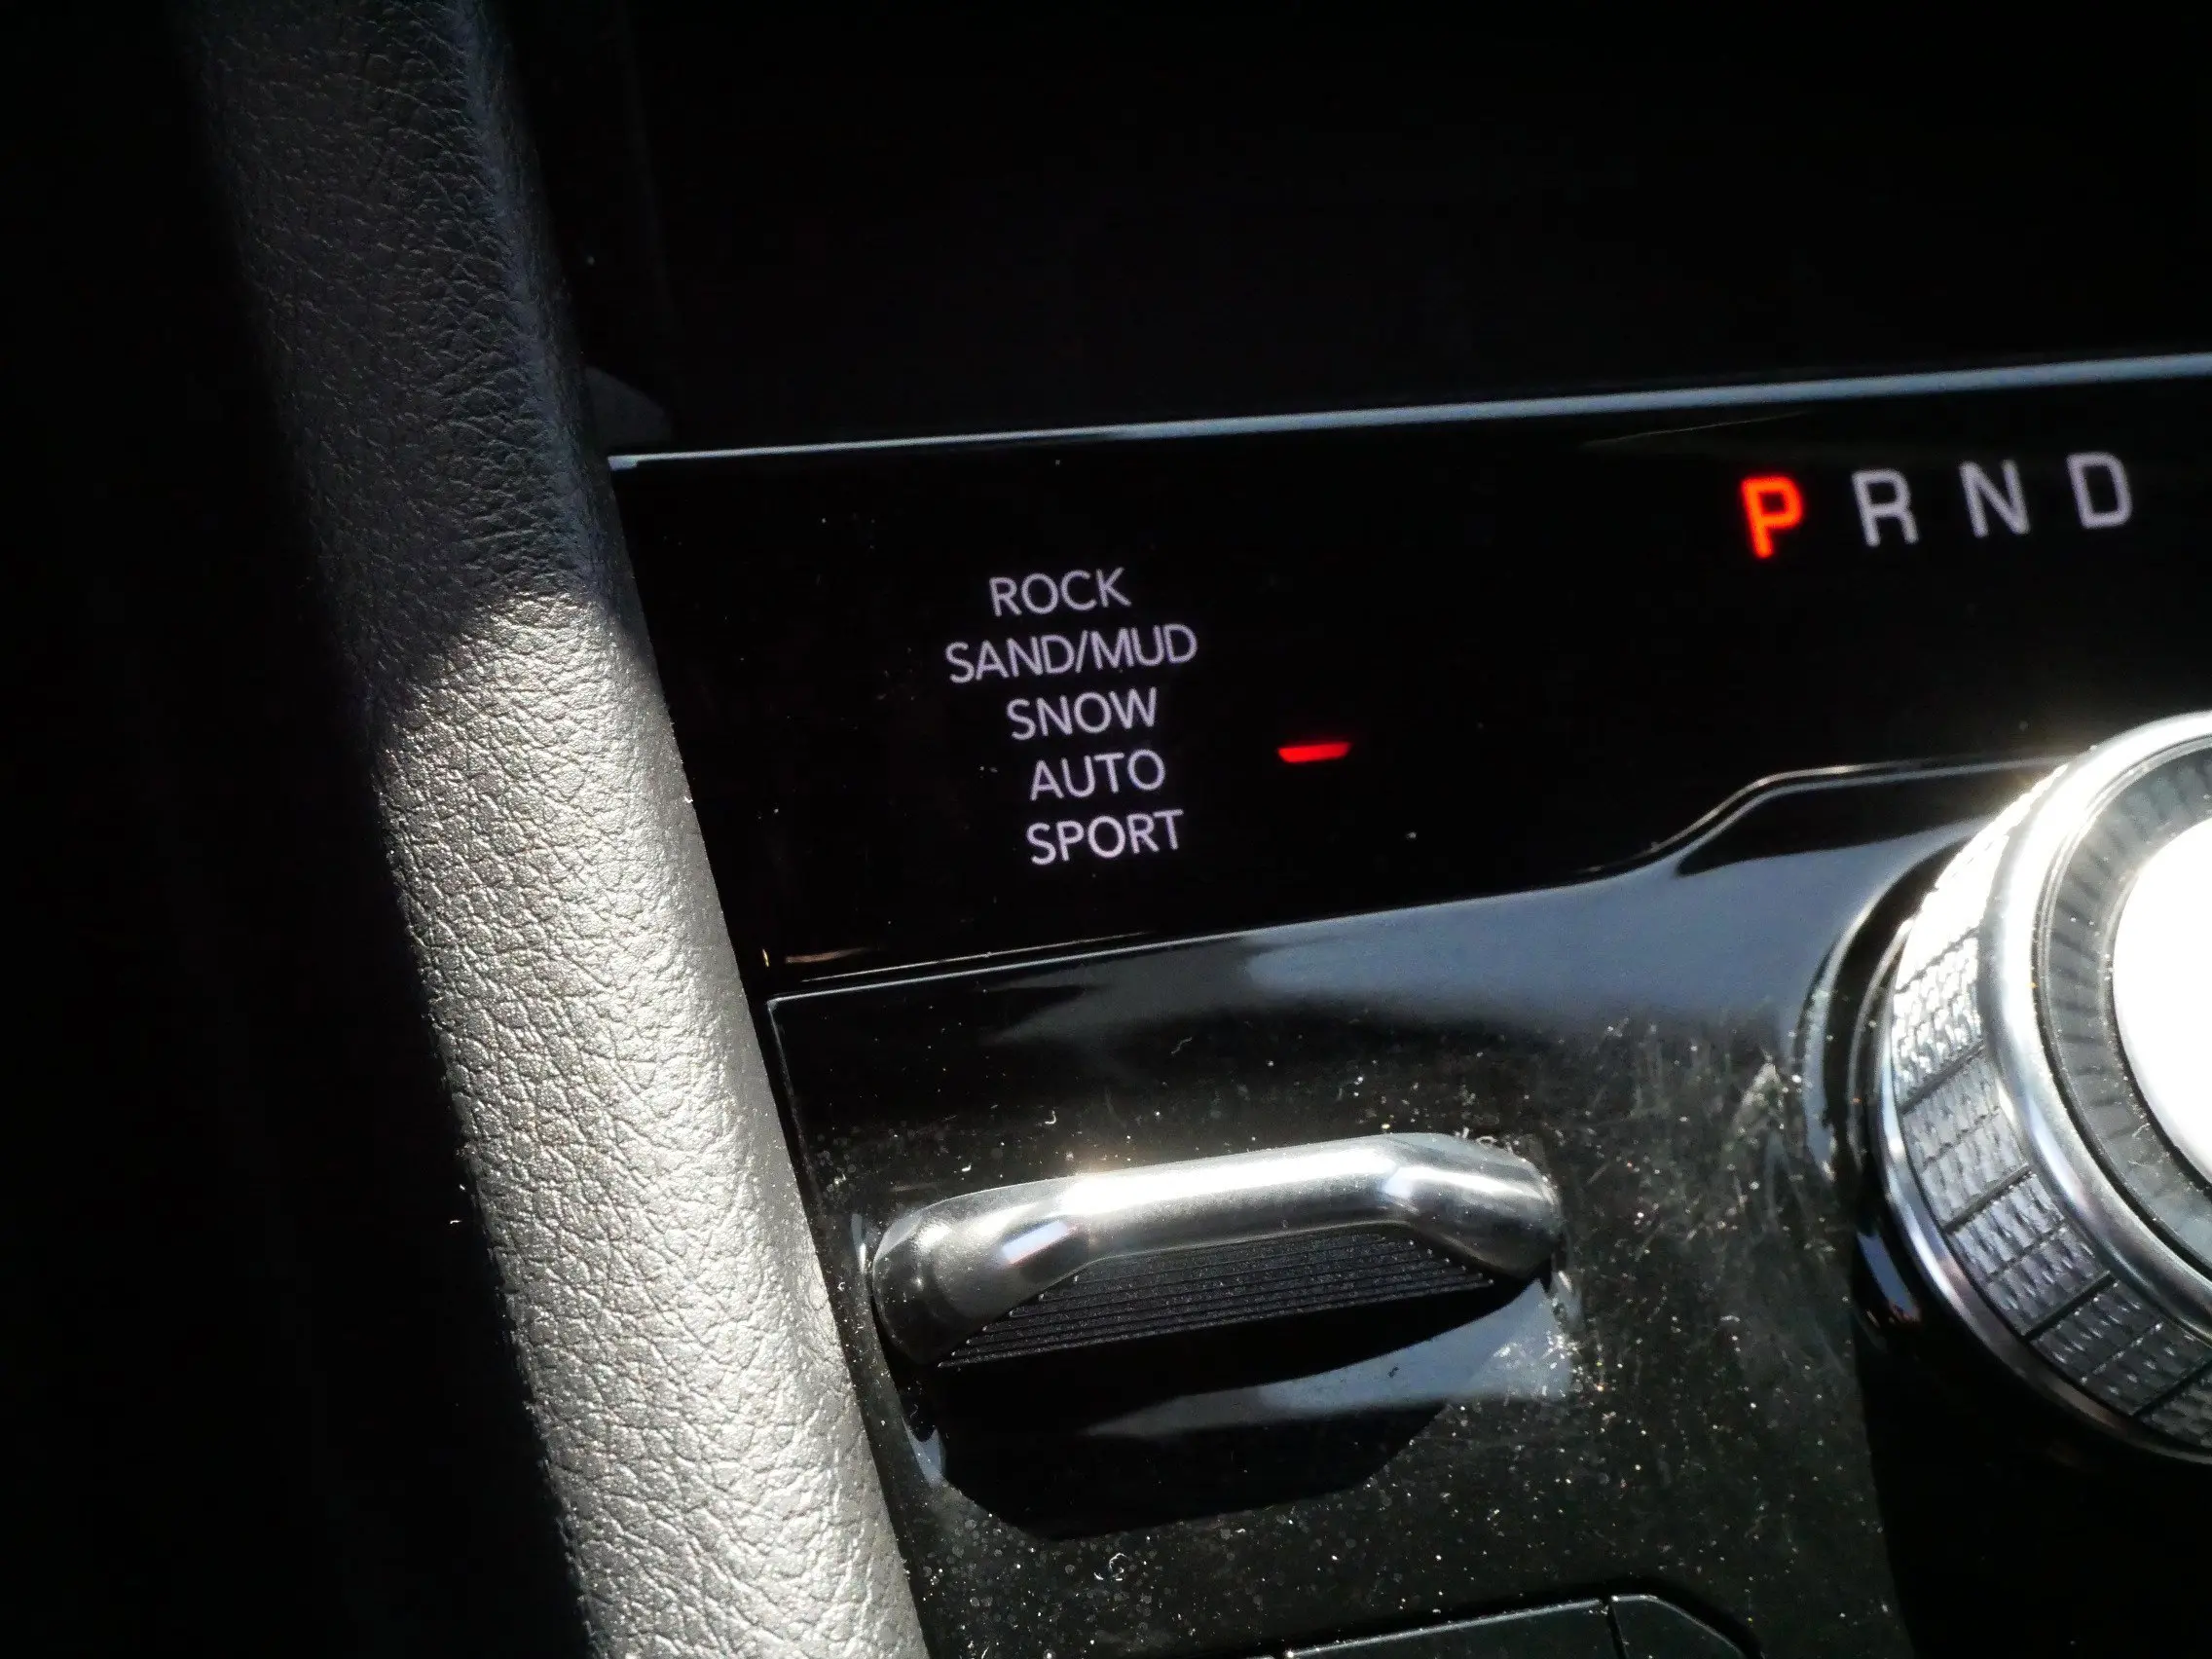 P R N D
ROCK
SAND/MUD
SNOW
AUTO
SPORT